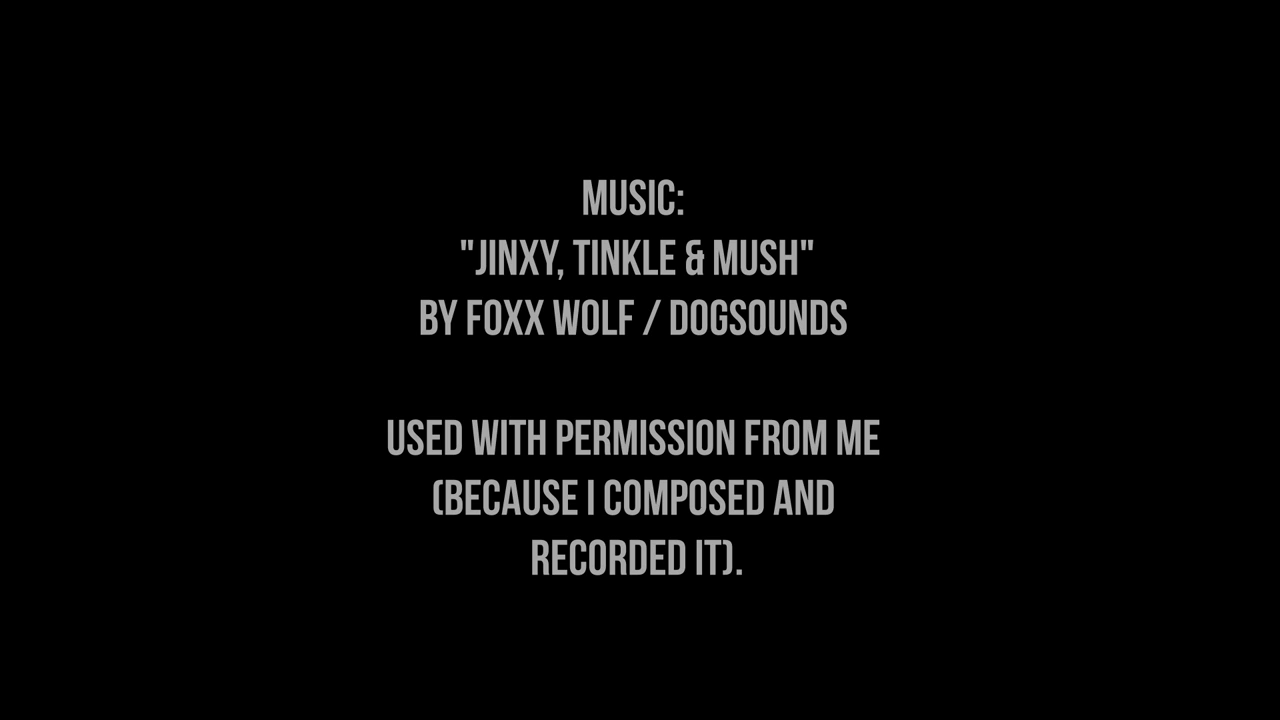 MUSIC:
"JINXY, TINKLE & MUSH"
BY FOXX WOLF / DOGSOUNDS
USED WITH PERMISSION FROM ME
(BECAUSE I COMPOSED AND
RECORDED IT).